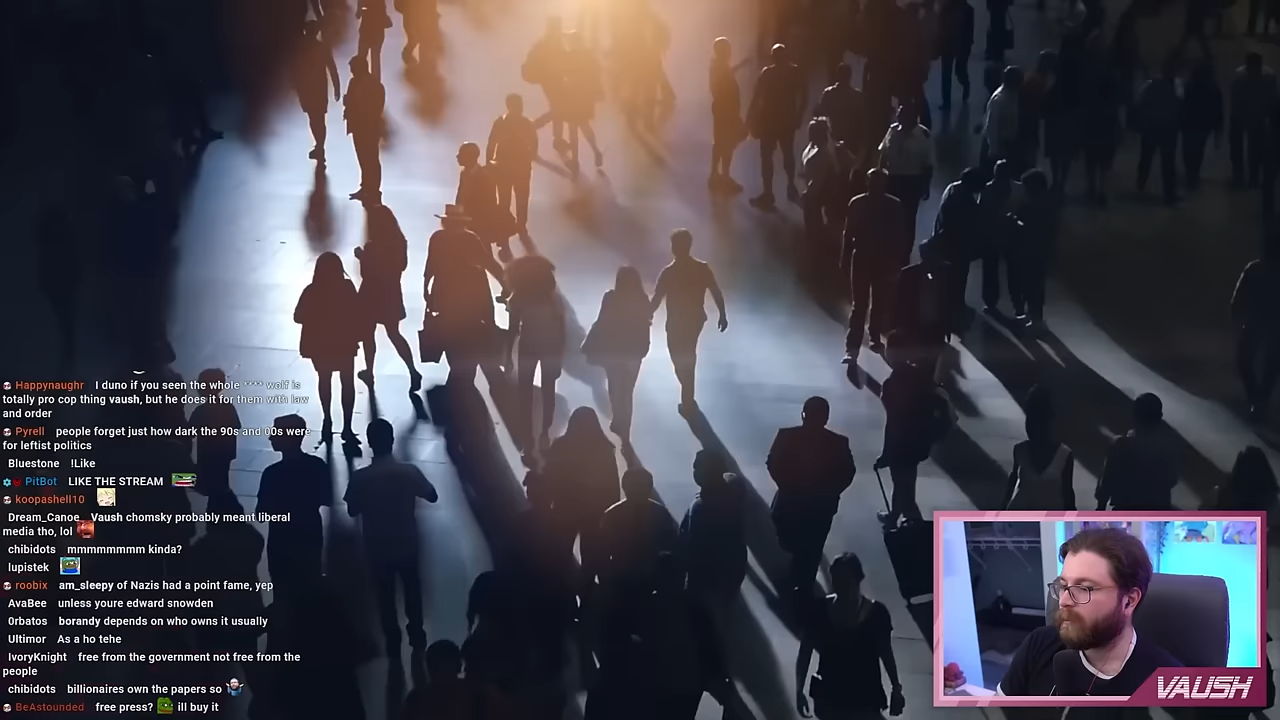 Happynaughr I duno if you seen the whole **** wolf is
totally pro cop thing vaush, but he does it for them with law
and order
Pyrell people forget just how dark the 90s and 00s were
for leftist politics
Bluestone !Like
PitBot LIKE THE STREAM
koopashell10
Dream_Canoe Vaush chomsky probably meant liberal
media tho, lol
chibidots mmmmmmmm kinda?
lupistek
roobix am_sleepy of Nazis had a point fame, yep
AvaBee unless youre edward snowden
0rbatos borandy depends on who owns it usually
Ultimor As a ho tehe
IvoryKnight free from the government not free from the
people
chibidots billionaires own the papers so
BeAstounded free press? ill buy it
VAUSH